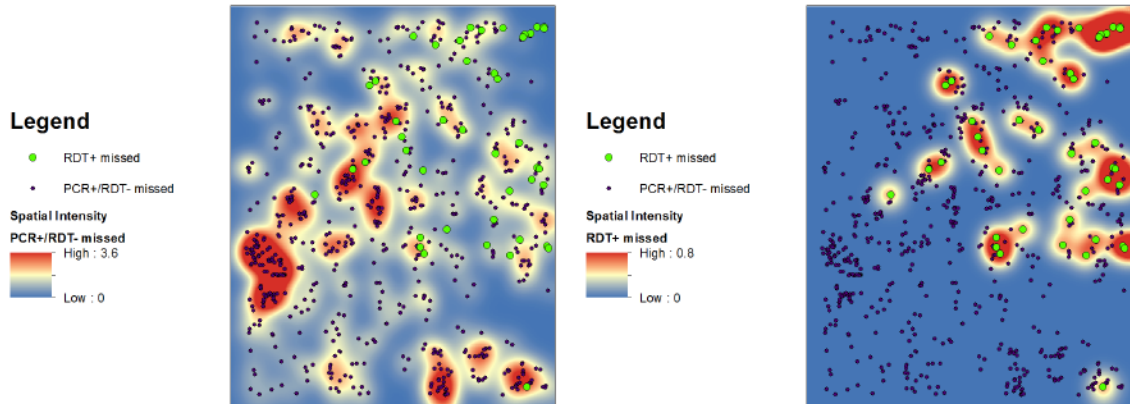 Legend
RDT+ missed
PCR+/RDT- missed
Spatial Intensity
PCR+/RDT- missed
High : 3.6
Low : 0
Legend
RDT+ missed
PCR+/RDT- missed
Spatial Intensity
RDT+ missed
High : 0.8
Low : 0